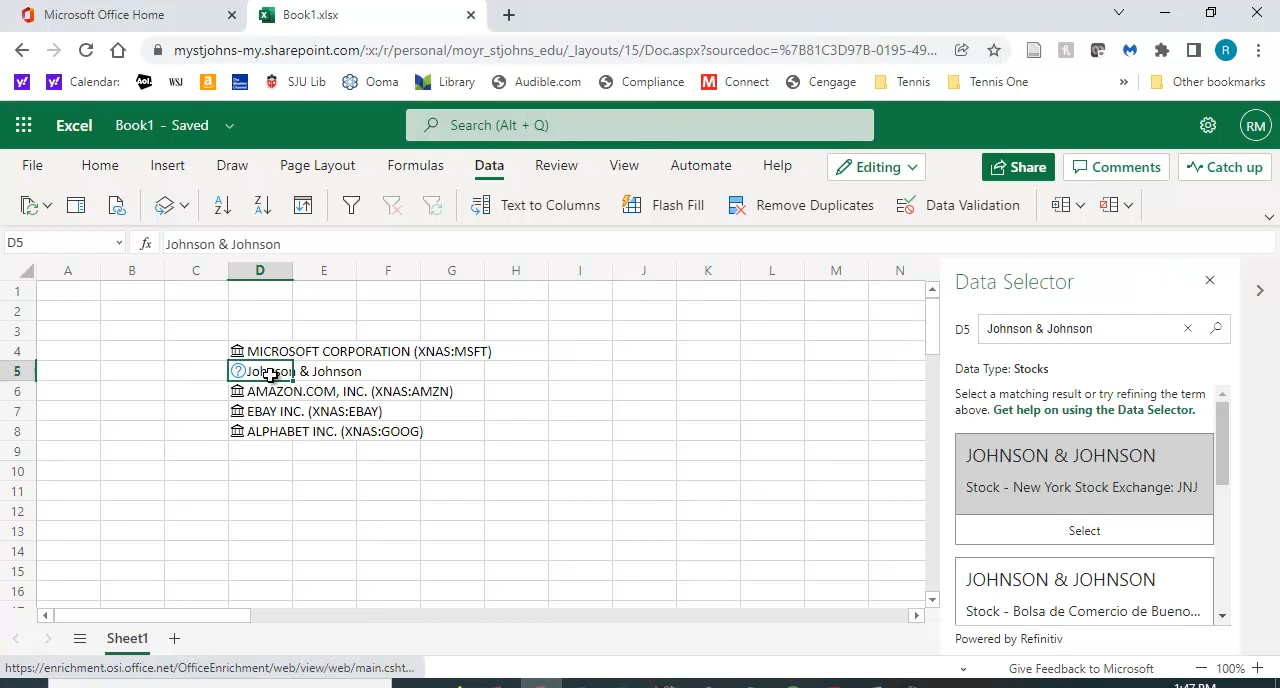 Microsoft Office Home
Book1.xlsx
mystjohns-my.sharepoint.com/:x:/r/personal/moyr_stjohns_edu/_layouts/15/Doc.aspx?sourcedoc=%7B81C3D97B-0195-49...
R
Calendar:
Aol.
WSJ
SJU Lib
Ooma
Library
Audible.com
Compliance
Connect
Cengage
Tennis
Tennis One
»
Other bookmarks
Excel
Book1 - Saved
Search (Alt + Q)
RM
File
Home
Insert
Draw
Page Layout
Formulas
Data
Review
View
Automate
Help
Editing
Share
Comments
Catch up
Text to Columns
Flash Fill
Remove Duplicates
Data Validation
D5
fx
Johnson & Johnson
A B C D E F G H I J K L M N
1
2
3
4 MICROSOFT CORPORATION (XNAS:MSFT)
5 Johnson & Johnson
6 AMAZON.COM, INC. (XNAS:AMZN)
7 EBAY INC. (XNAS:EBAY)
8 ALPHABET INC. (XNAS:GOOG)
9
10
11
12
13
14
15
16
Data Selector
D5 Johnson & Johnson
Data Type: Stocks
Select a matching result or try refining the term
above. Get help on using the Data Selector.
JOHNSON & JOHNSON
Stock - New York Stock Exchange: JNJ
Select
JOHNSON & JOHNSON
Stock - Bolsa de Comercio de Bueno...
Powered by Refinitiv
Sheet1
https://enrichment.osi.office.net/OfficeEnrichment/web/view/web/main.csht...
Give Feedback to Microsoft
100%